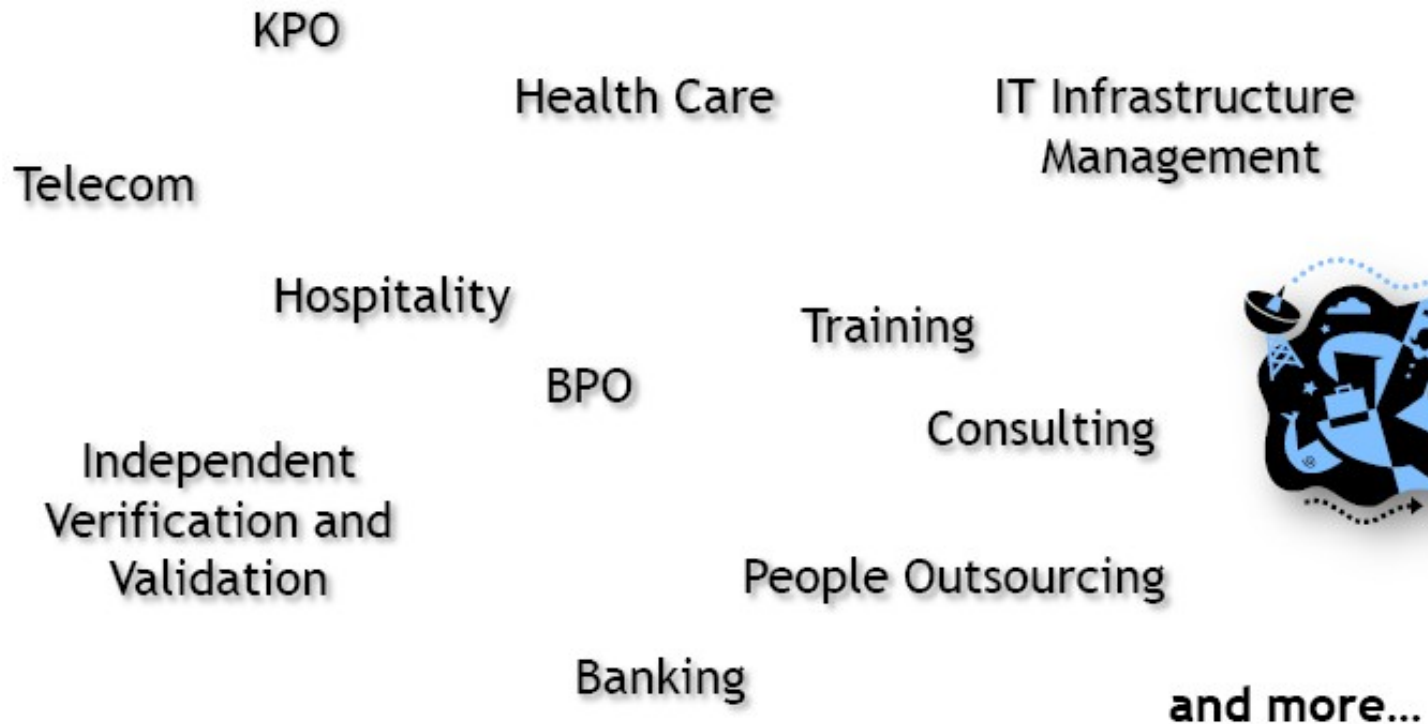 KPO
Health Care
IT Infrastructure
Management
Telecom
Hospitality
Training
BPO
Consulting
Independent
Verification and
Validation
People Outsourcing
Banking
and more...